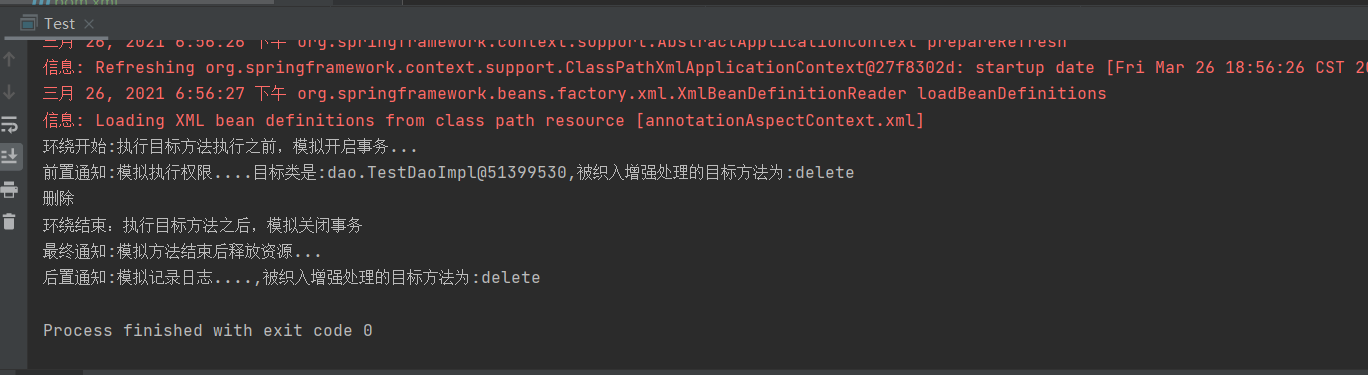 pom.xml
Test
三月 26, 2021 6:56:26 下午 org.springframework.context.support.AbstractApplicationContext prepareRefresh
信息: Refreshing org.springframework.context.support.ClassPathXmlApplicationContext@27f8302d: startup date [Fri Mar 26 18:56:26 CST 20
三月 26, 2021 6:56:27 下午 org.springframework.beans.factory.xml.XmlBeanDefinitionReader loadBeanDefinitions
信息: Loading XML bean definitions from class path resource [annotationAspectContext.xml]
环绕开始:执行目标方法执行之前，模拟开启事务...
前置通知:模拟执行权限....目标类是:dao.TestDaoImpl@51399530,被织入增强处理的目标方法为:delete
删除
环绕结束：执行目标方法之后，模拟关闭事务
最终通知:模拟方法结束后释放资源...
后置通知:模拟记录日志....,被织入增强处理的目标方法为:delete
Process finished with exit code 0